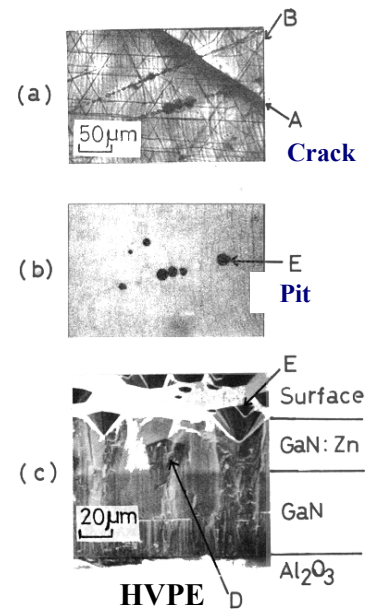 B
(a)
50μm
A
Crack
(b)
E
Pit
E
Surface
GaN:Zn
(c)
20μm
GaN
Al₂O₃
HVPE
D